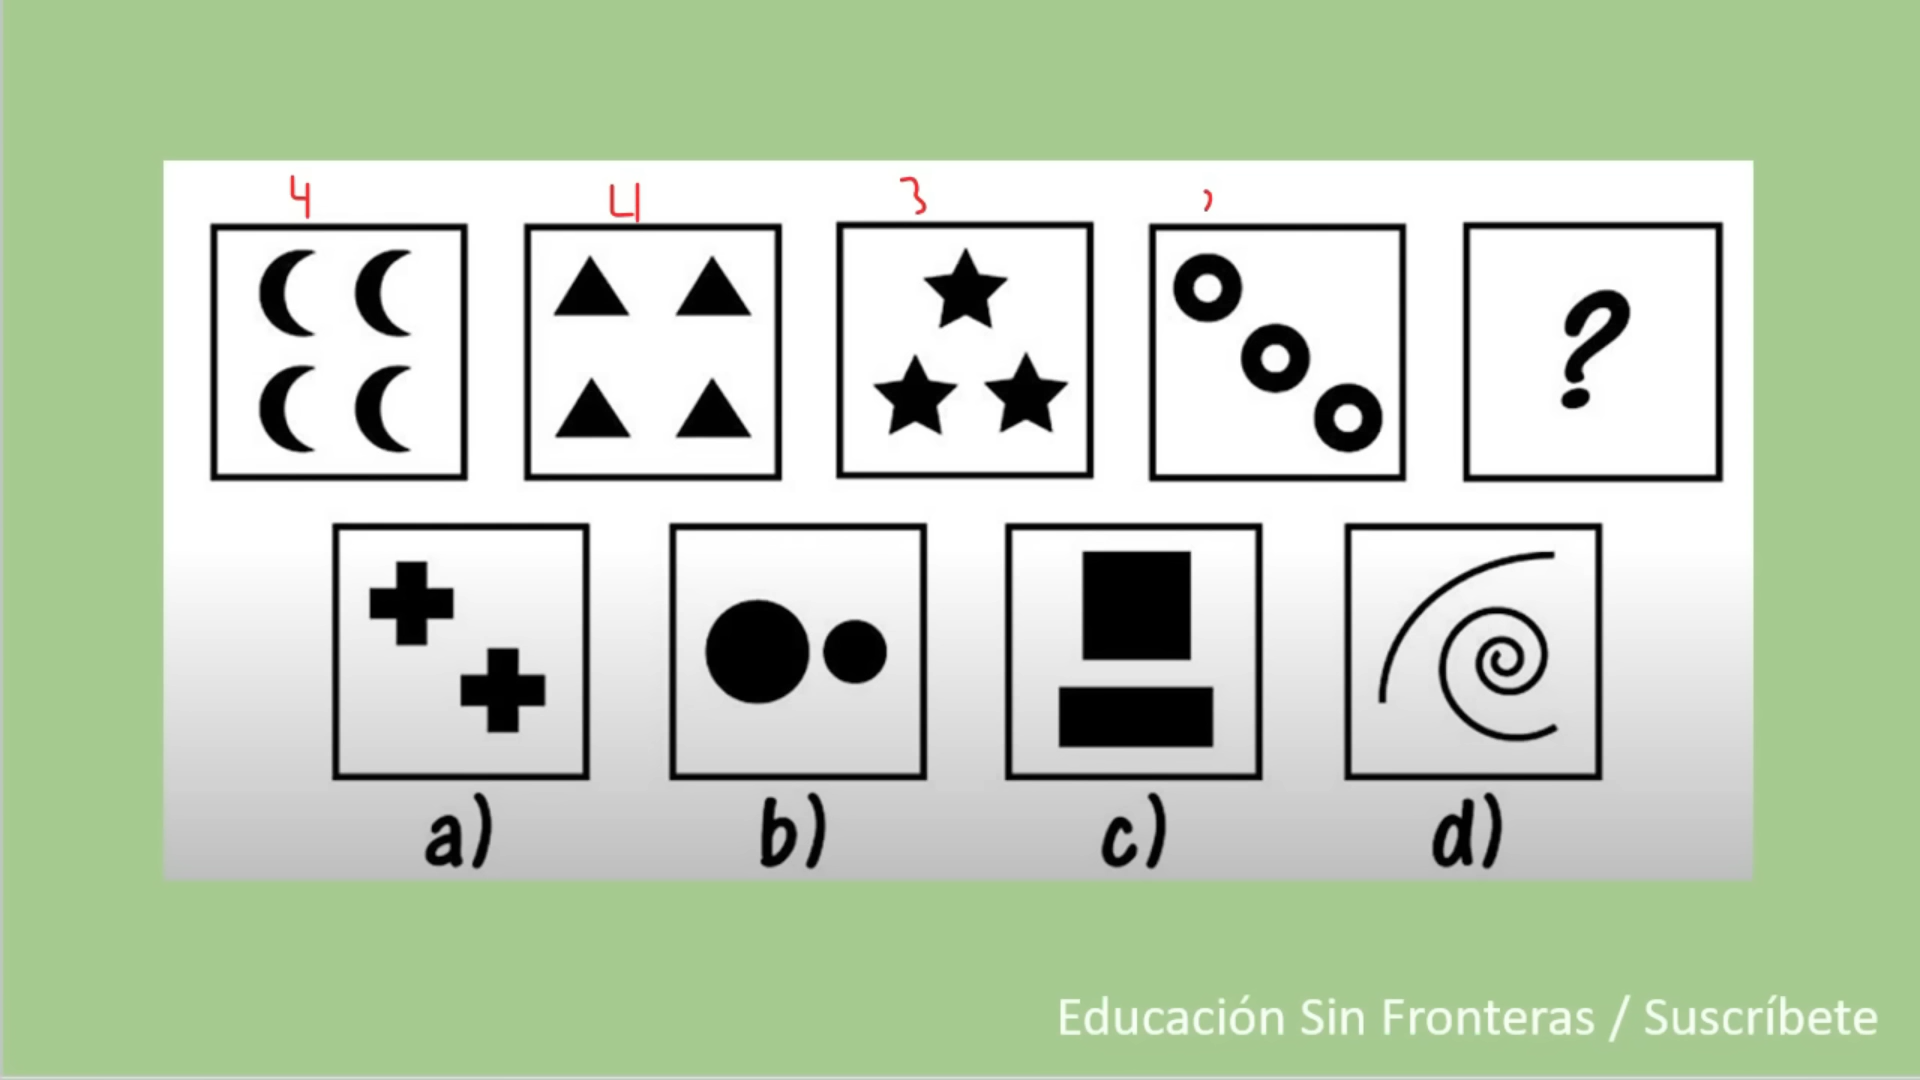 4 4 3
?
a) b) c) d)
Educación Sin Fronteras / Suscríbete